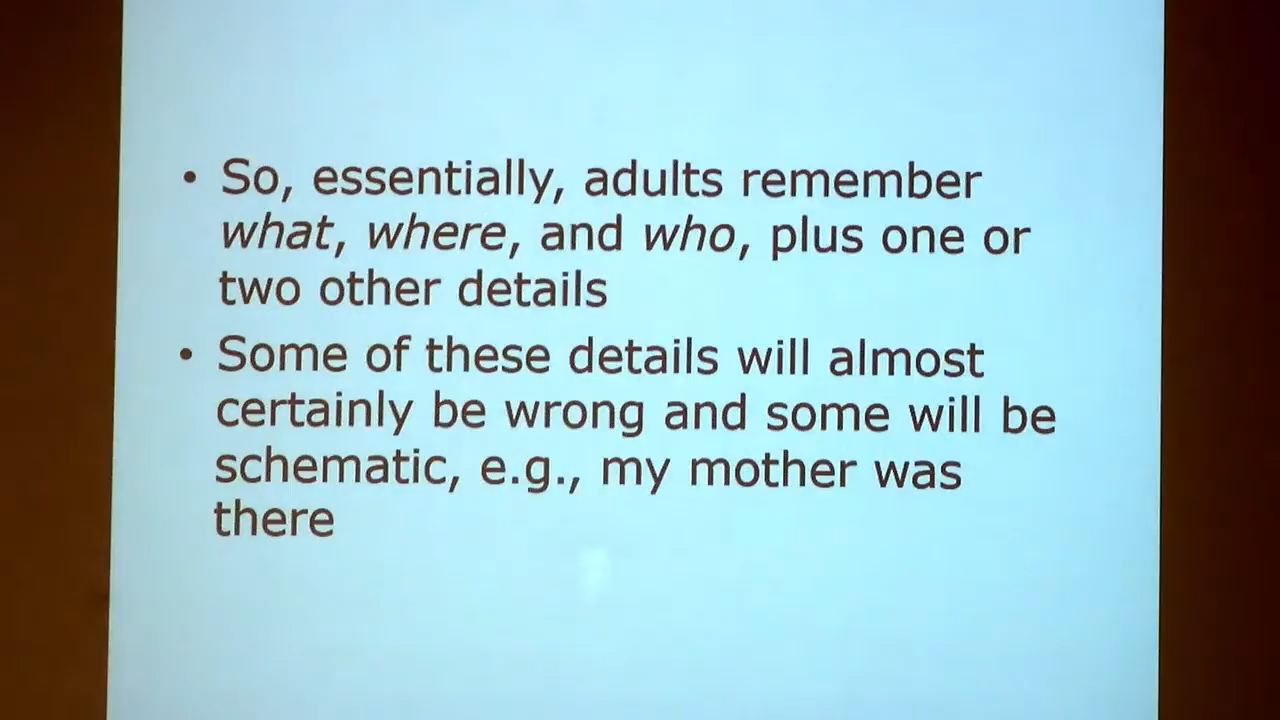 • So, essentially, adults remember
what, where, and who, plus one or
two other details
• Some of these details will almost
certainly be wrong and some will be
schematic, e.g., my mother was
there